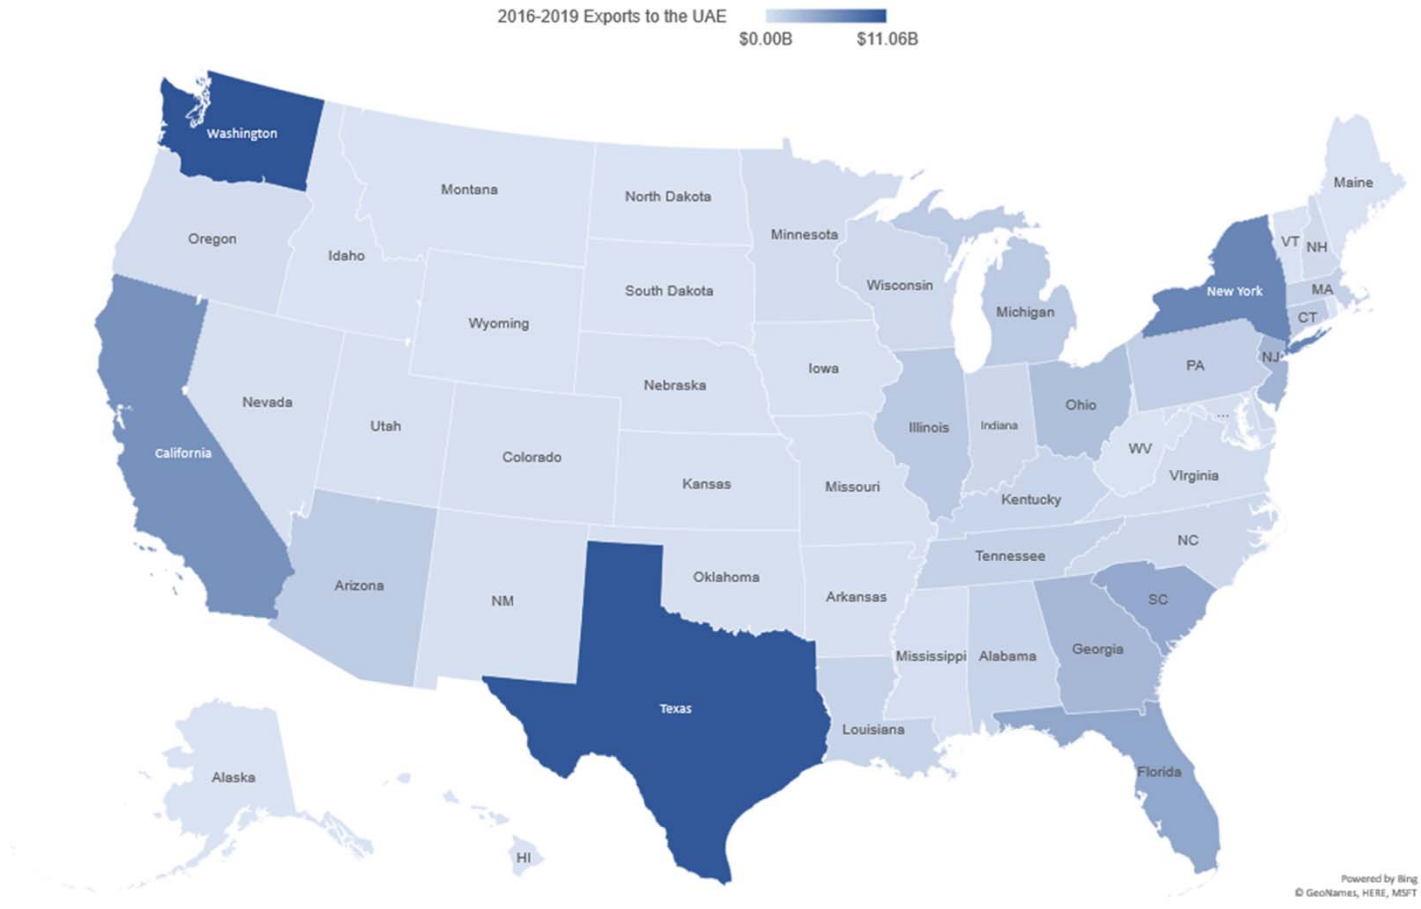 2016-2019 Exports to the UAE
$0.00B $11.06B
Washington
Montana
North Dakota
Minnesota
Maine
Oregon
Idaho
South Dakota
Wisconsin
Michigan
New York
VT
NH
MA
CT
Wyoming
Iowa
Nebraska
Nevada
Utah
Colorado
Kansas
Missouri
Illinois
Indiana
Ohio
PA
NJ
...
WV
VIrginia
Kentucky
California
Arizona
NM
Oklahoma
Arkansas
Tennessee
NC
SC
Mississippi
Alabama
Georgia
Texas
Louisiana
Florida
Alaska
HI
Powered by Bing
© GeoNames, HERE, MSFT